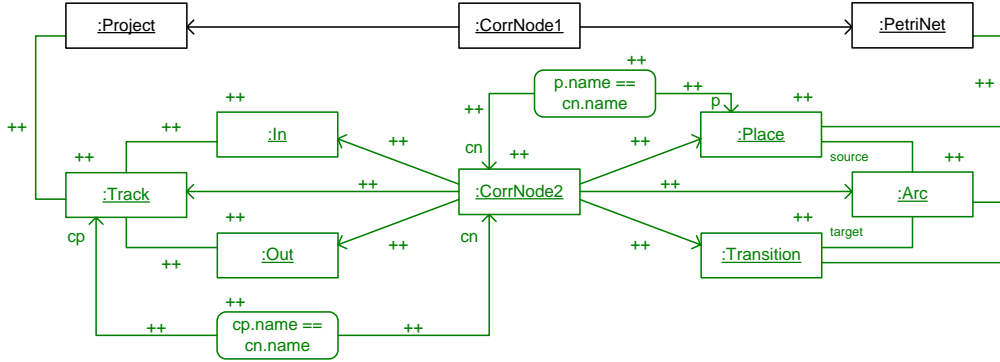 :Project
:CorrNode1
:PetriNet
++
++
p.name ==
cn.name
++
++
++
p
++
++
++
:In
++
++
cn
++
++
:Place
source
++
++
:Track
++
:CorrNode2
++
:Arc
cp
++
++
:Out
++
cn
++
++
:Transition
target
++
++
++
cp.name ==
cn.name
++